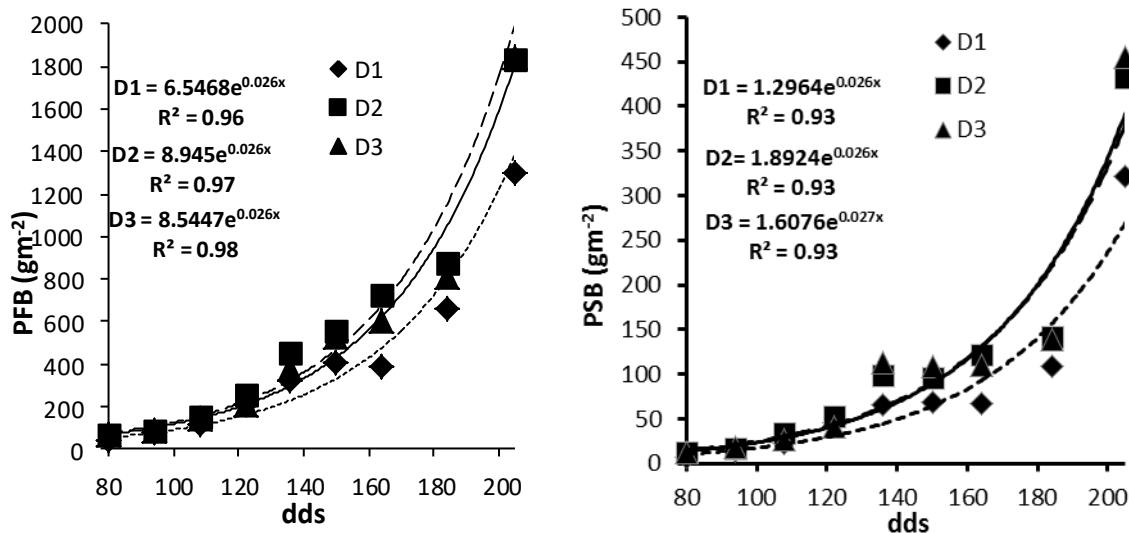 2000
1800
1600
1400
1200
1000
800
600
400
200
0
PFB (gm⁻²)
D1 = 6.5468e^0.026x
R² = 0.96
D2 = 8.945e^0.026x
R² = 0.97
D3 = 8.5447e^0.026x
R² = 0.98
D1
D2
D3
80 100 120 140 160 180 200
dds
500
450
400
350
300
250
200
150
100
50
0
PSB (gm⁻²)
D1 = 1.2964e^0.026x
R² = 0.93
D2= 1.8924e^0.026x
R² = 0.93
D3 = 1.6076e^0.027x
R² = 0.93
D1
D2
D3
80 100 120 140 160 180 200
dds